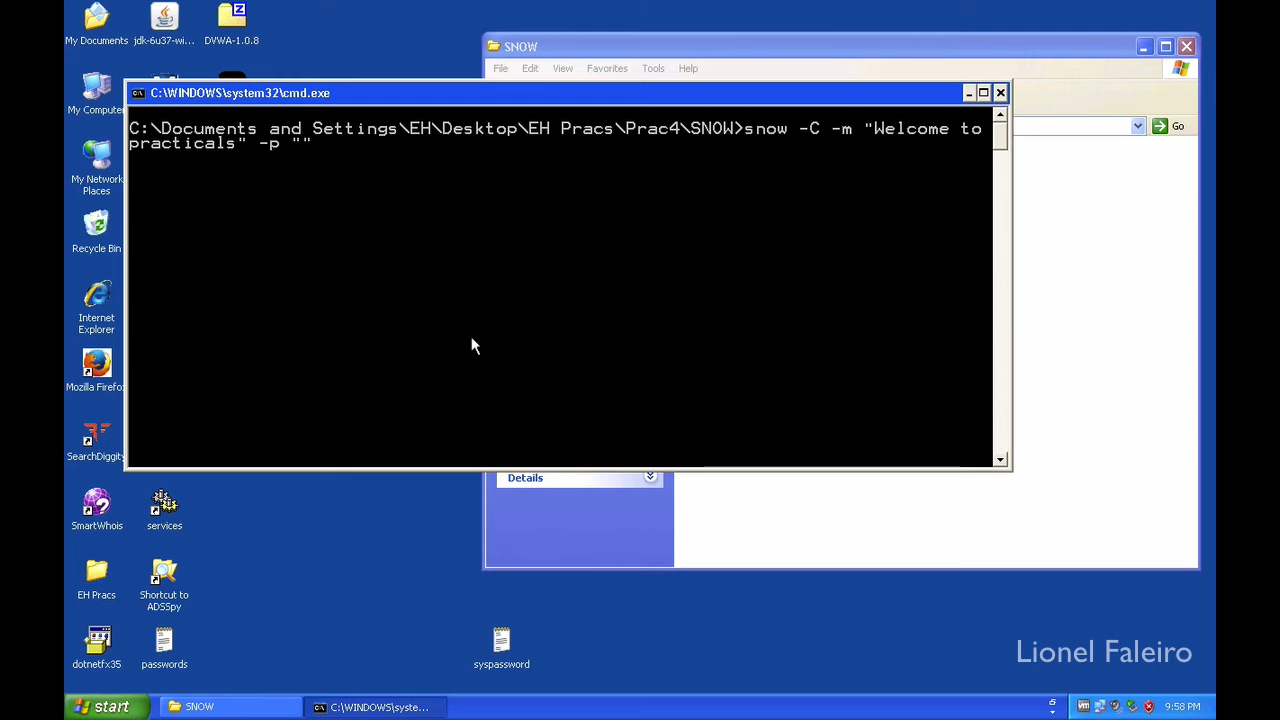 My Documents
jdk-6u37-wi...
DVWA-1.0.8
SNOW
File Edit View Favorites Tools Help
My Computer
C:\WINDOWS\system32\cmd.exe
C:\Documents and Settings\EH\Desktop\EH Pracs\Prac4\SNOW>snow -C -m "Welcome to
practicals" -p ""
Go
My Network
Places
Recycle Bin
Internet
Explorer
Mozilla Firefox
SearchDiggity
Details
SmartWhois
services
EH Pracs
Shortcut to
ADSSpy
dotnetfx35
passwords
syspassword
Lionel Faleiro
start
SNOW
C:\WINDOWS\syste...
Vm
9:58 PM